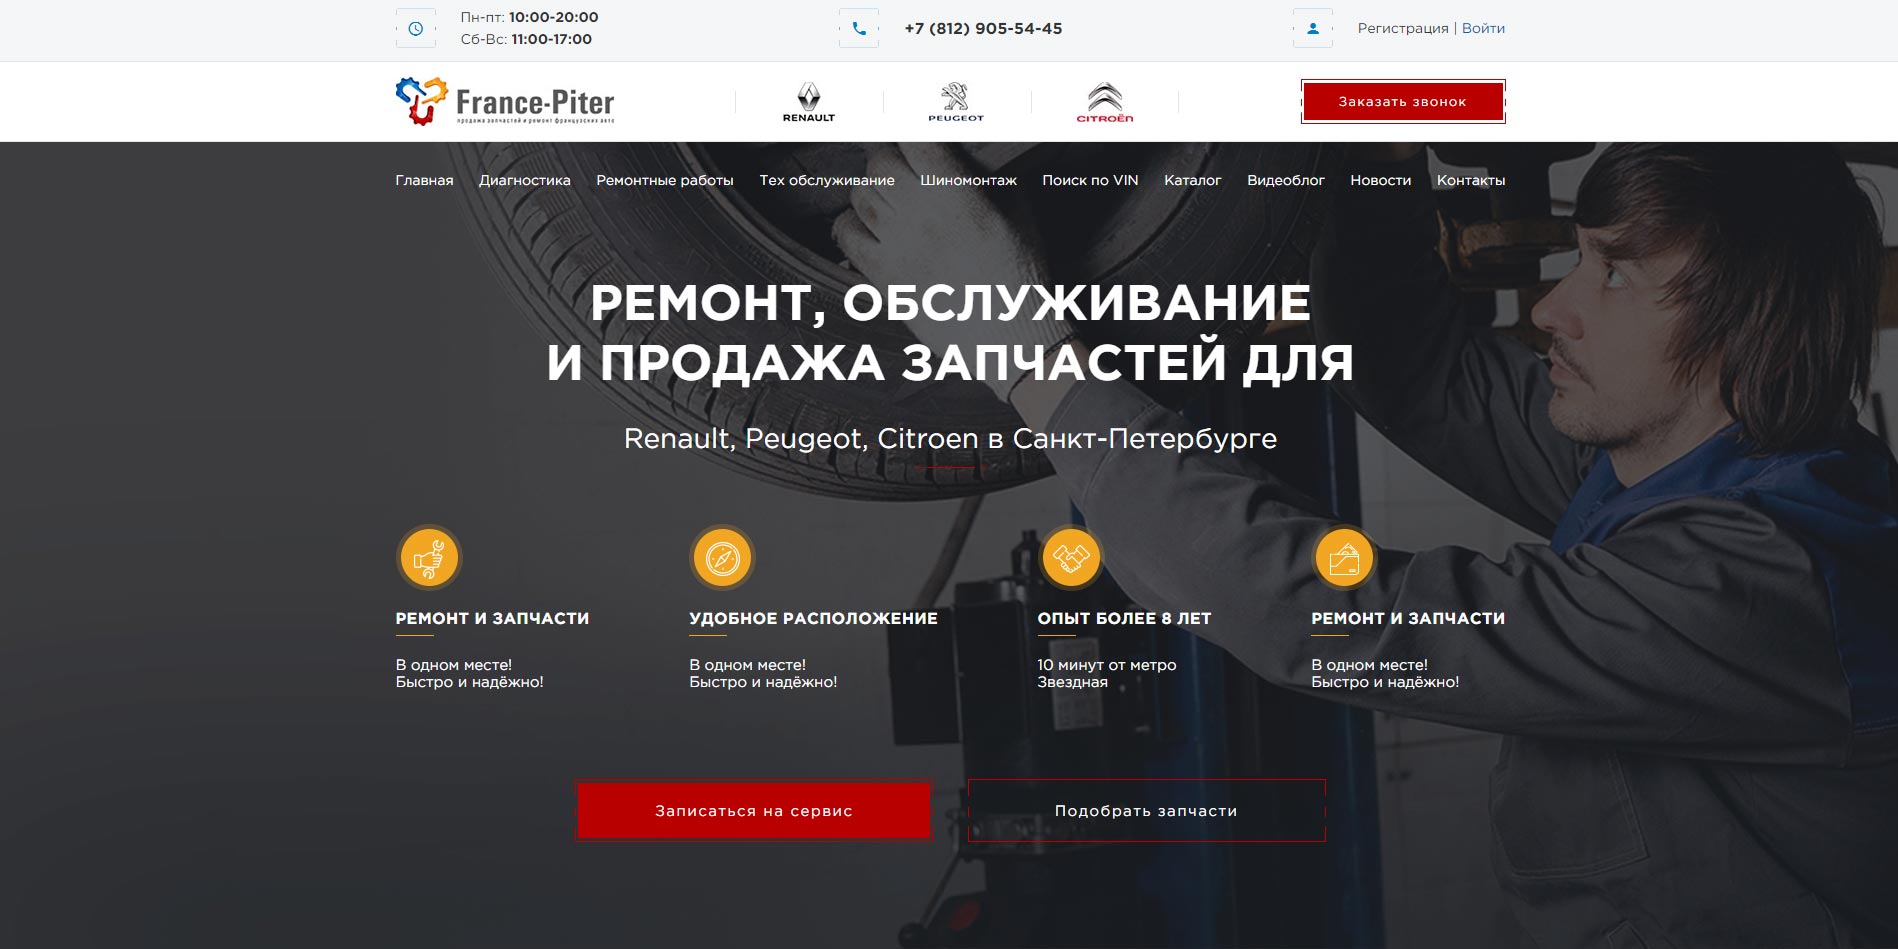 Пн-пт: 10:00-20:00
Сб-Вс: 11:00-17:00
+7 (812) 905-54-45
Регистрация | Войти
France-Piter
продажа запчастей и ремонт французских авто
RENAULT
PEUGEOT
CITROËN
Заказать звонок
Главная Диагностика Ремонтные работы Тех обслуживание Шиномонтаж Поиск по VIN Каталог Видеоблог Новости Контакты
РЕМОНТ, ОБСЛУЖИВАНИЕ
И ПРОДАЖА ЗАПЧАСТЕЙ ДЛЯ
Renault, Peugeot, Citroen в Санкт-Петербурге
РЕМОНТ И ЗАПЧАСТИ
В одном месте!
Быстро и надёжно!
УДОБНОЕ РАСПОЛОЖЕНИЕ
В одном месте!
Быстро и надёжно!
ОПЫТ БОЛЕЕ 8 ЛЕТ
10 минут от метро
Звездная
РЕМОНТ И ЗАПЧАСТИ
В одном месте!
Быстро и надёжно!
Записаться на сервис
Подобрать запчасти